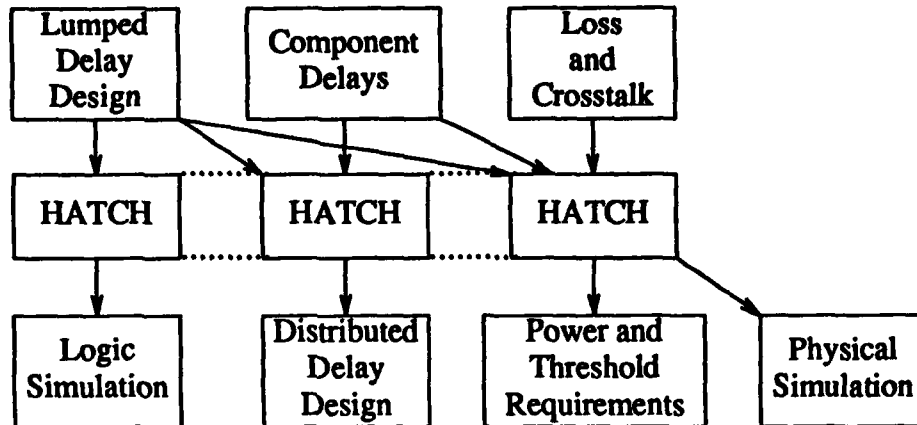 Lumped
Delay
Design
Component
Delays
Loss
and
Crosstalk
HATCH
HATCH
HATCH
Logic
Simulation
Distributed
Delay
Design
Power and
Threshold
Requirements
Physical
Simulation